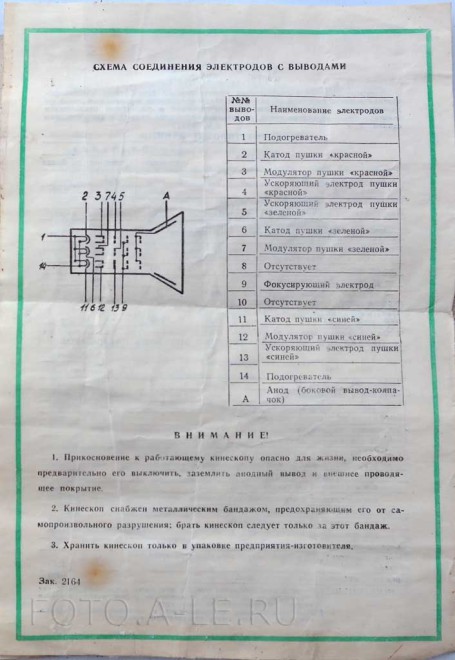 СХЕМА СОЕДИНЕНИЯ ЭЛЕКТРОДОВ С ВЫВОДАМИ
№№ выво-дов Наименование электродов
1 Подогреватель
2 Катод пушки «красной»
3 Модулятор пушки «красной»
4 Ускоряющий электрод пушки «красной»
5 Ускоряющий электрод пушки «зеленой»
6 Катод пушки «зеленой»
7 Модулятор пушки «зеленой»
8 Отсутствует
9 Фокусирующий электрод
10 Отсутствует
11 Катод пушки «синей»
12 Модулятор пушки «синей»
13 Ускоряющий электрод пушки «синей»
14 Подогреватель
А Анод (боковой вывод-колпа-чок)
2 3 7 4 5 А
1
14
11 6 12 13 9
ВНИМАНИЕ!
1. Прикосновение к работающему кинескопу опасно для жизни, необходимо
предварительно его выключить, заземлить анодный вывод и внешнее проводя-
щее покрытие.
2. Кинескоп снабжен металлическим бандажом, предохраняющим его от са-
мопроизвольного разрушения; брать кинескоп следует только за этот бандаж.
3. Хранить кинескоп только в упаковке предприятия-изготовителя.
Зак. 2164
FOTO.A-LE.RU